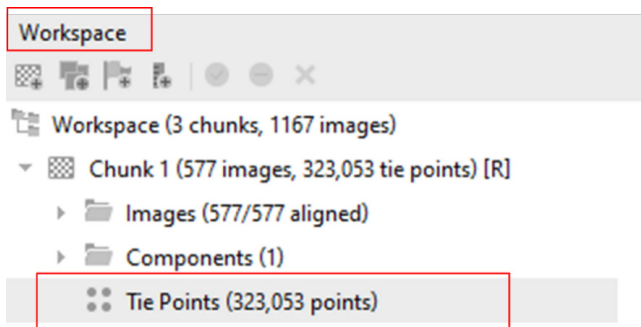 Workspace
Workspace (3 chunks, 1167 images)
Chunk 1 (577 images, 323,053 tie points) [R]
Images (577/577 aligned)
Components (1)
Tie Points (323,053 points)